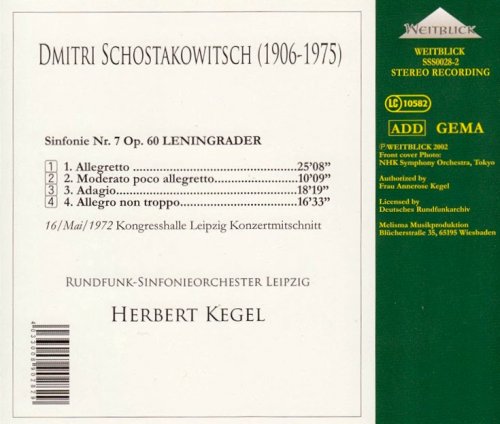 DMITRI SCHOSTAKOWITSCH (1906-1975)
Sinfonie Nr. 7 Op. 60 LENINGRADER
1 1. Allegretto ........................................ 25'08"
2 2. Moderato poco allegretto .................. 10'09"
3 3. Adagio ............................................. 18'19"
4 4. Allegro non troppo ............................ 16'33"
16/Mai/1972 Kongresshalle Leipzig Konzertmitschnitt
RUNDFUNK-SINFONIEORCHESTER LEIPZIG
HERBERT KEGEL
WEITBLICK
WEITBLICK
SSS0028-2
STEREO RECORDING
LC 10582
ADD GEMA
Ⓟ WEITBLICK 2002
Front cover Photo:
NHK Symphony Orchestra, Tokyo
Authorized by
Frau Annerose Kegel
Licensed by
Deutsches Rundfunkarchiv
Melisma Musikproduktion
Blücherstraße 35, 65195 Wiesbaden